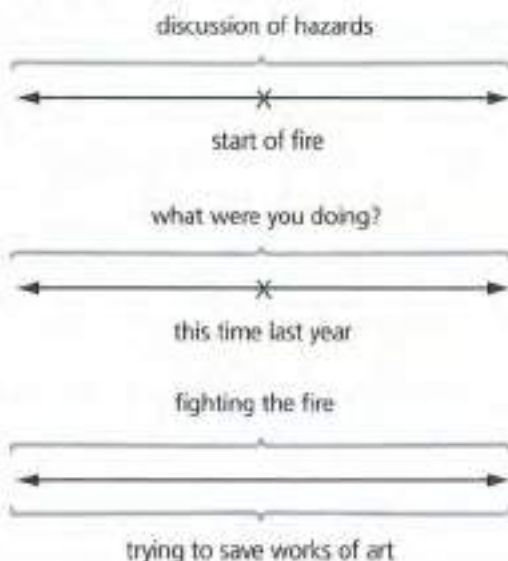 discussion of hazards
start of fire
what were you doing?
this time last year
fighting the fire
trying to save works of art